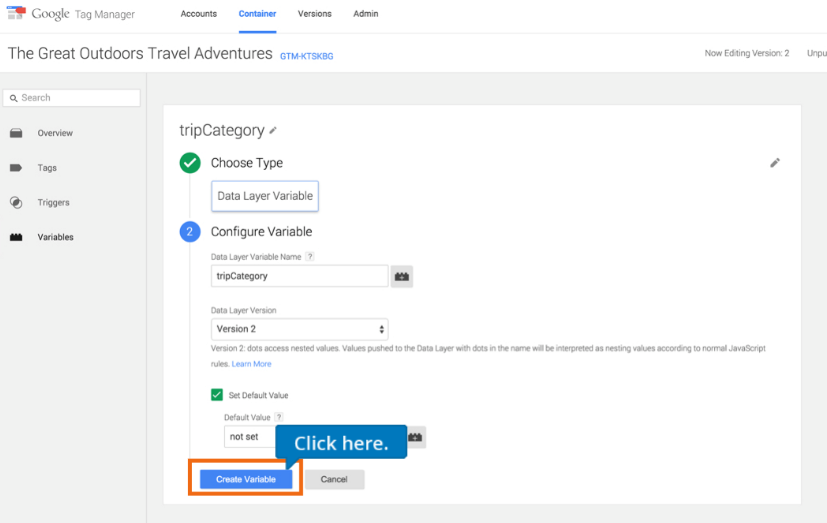 Google Tag Manager Accounts Container Versions Admin
The Great Outdoors Travel Adventures GTM-KTSKBG Now Editing Version: 2 Unpu
Search
Overview
Tags
Triggers
Variables
tripCategory
Choose Type
Data Layer Variable
2 Configure Variable
Data Layer Variable Name ?
tripCategory
Data Layer Version
Version 2
Version 2: dots access nested values. Values pushed to the Data Layer with dots in the name will be interpreted as nesting values according to normal JavaScript
rules. Learn More
Set Default Value
Default Value ?
not set
Click here.
Create Variable Cancel